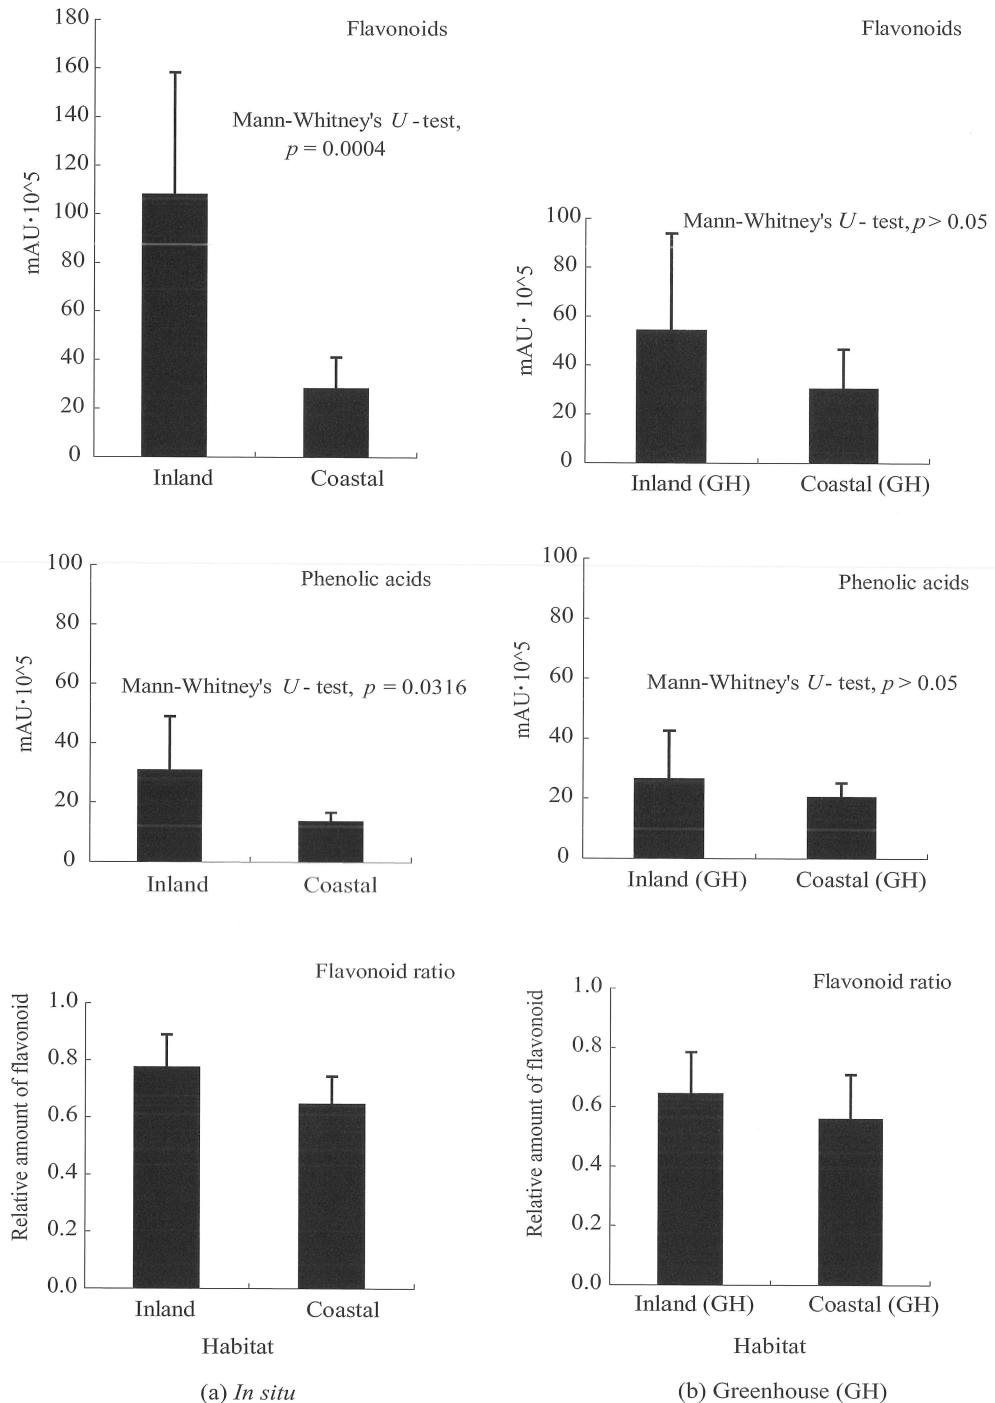 180
Flavonoids
160
140
Mann-Whitney's U-test,
p = 0.0004
120
100
80
60
40
20
0
mAU·10^5
Inland
Coastal
Flavonoids
100
Mann-Whitney's U- test, p > 0.05
80
60
40
20
0
mAU· 10^5
Inland (GH)
Coastal (GH)
100
Phenolic acids
80
60
Mann-Whitney's U- test, p = 0.0316
40
20
0
mAU·10^5
Inland
Coastal
100
Phenolic acids
80
60
Mann-Whitney's U- test, p > 0.05
40
20
0
mAU·10^5
Inland (GH)
Coastal (GH)
Flavonoid ratio
1.0
0.8
0.6
0.4
0.2
0.0
Relative amount of flavonoid
Inland
Coastal
Habitat
(a) In situ
Flavonoid ratio
1.0
0.8
0.6
0.4
0.2
0.0
Relative amount of flavonoid
Inland (GH)
Coastal (GH)
Habitat
(b) Greenhouse (GH)